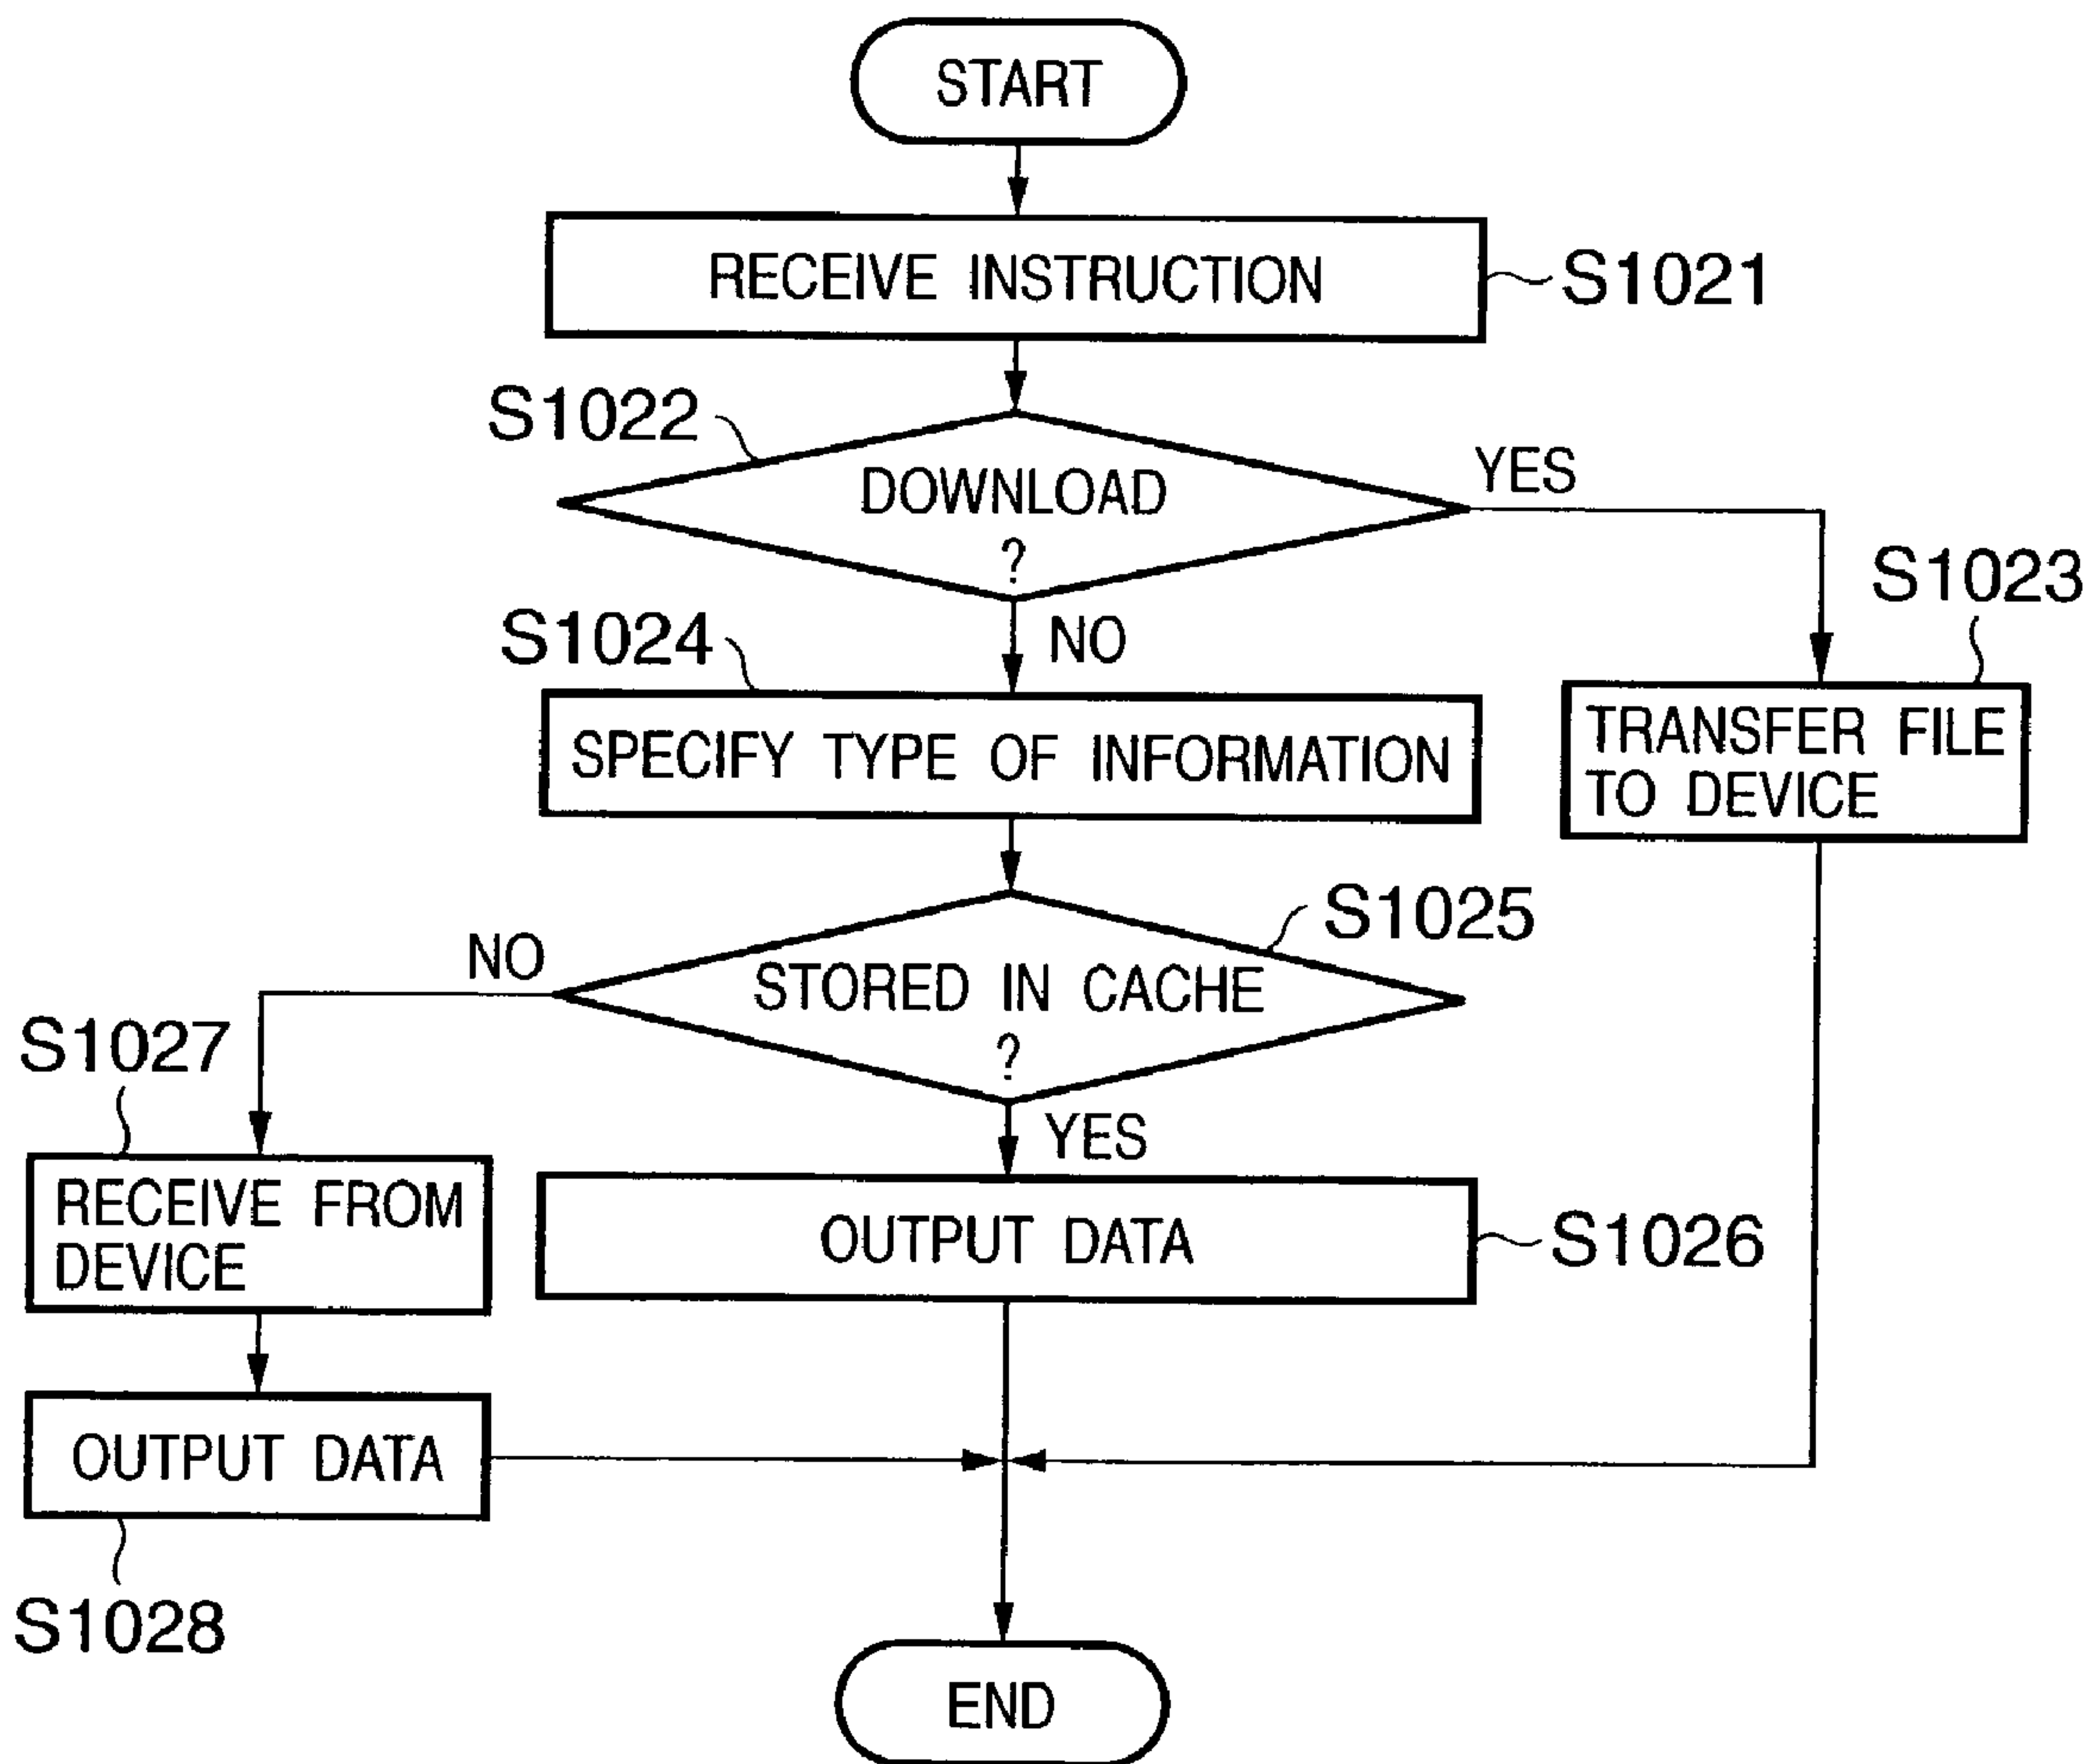 START
RECEIVE INSTRUCTION
S1021
S1022
DOWNLOAD
?
YES
S1023
NO
S1024
SPECIFY TYPE OF INFORMATION
TRANSFER FILE
TO DEVICE
S1025
NO
STORED IN CACHE
?
S1027
YES
RECEIVE FROM
DEVICE
OUTPUT DATA
S1026
OUTPUT DATA
S1028
END